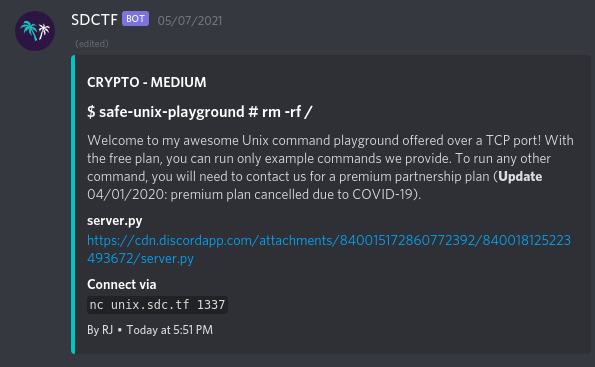 SDCTF BOT 05/07/2021
(edited)
CRYPTO - MEDIUM
$ safe-unix-playground # rm -rf /
Welcome to my awesome Unix command playground offered over a TCP port! With
the free plan, you can run only example commands we provide. To run any other
command, you will need to contact us for a premium partnership plan (Update
04/01/2020: premium plan cancelled due to COVID-19).
server.py
https://cdn.discordapp.com/attachments/840015172860772392/840018125223
493672/server.py
Connect via
nc unix.sdc.tf 1337
By RJ • Today at 5:51 PM